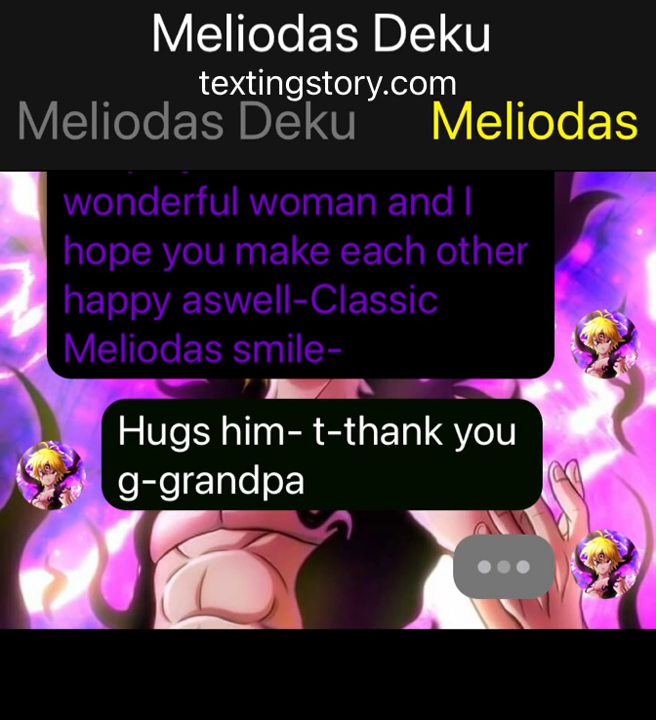 Meliodas Deku
textingstory.com
Meliodas Deku Meliodas
wonderful woman and I
hope you make each other
happy aswell-Classic
Meliodas smile-
Hugs him- t-thank you
g-grandpa